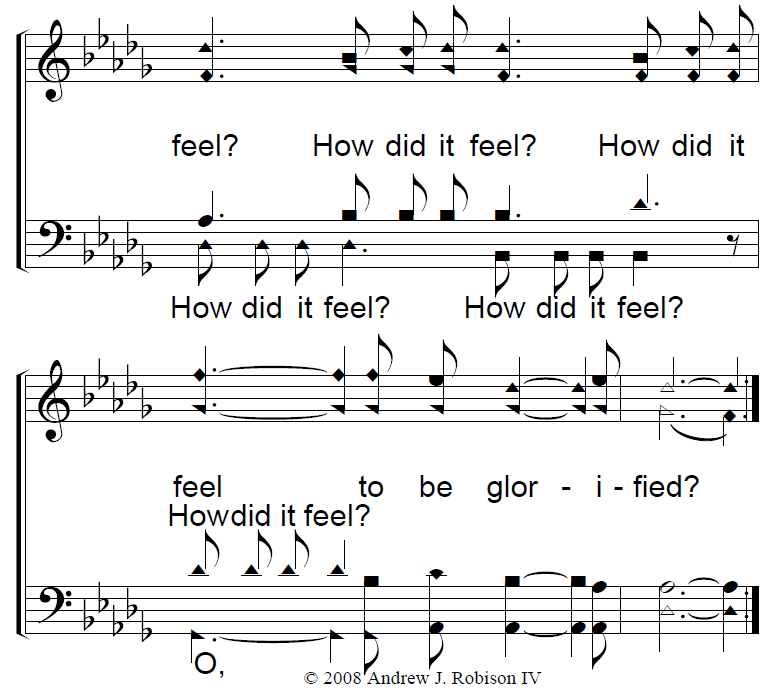 feel? How did it feel? How did it
How did it feel? How did it feel?
feel to be glor - i - fied?
Howdid it feel?
O,
© 2008 Andrew J. Robison IV